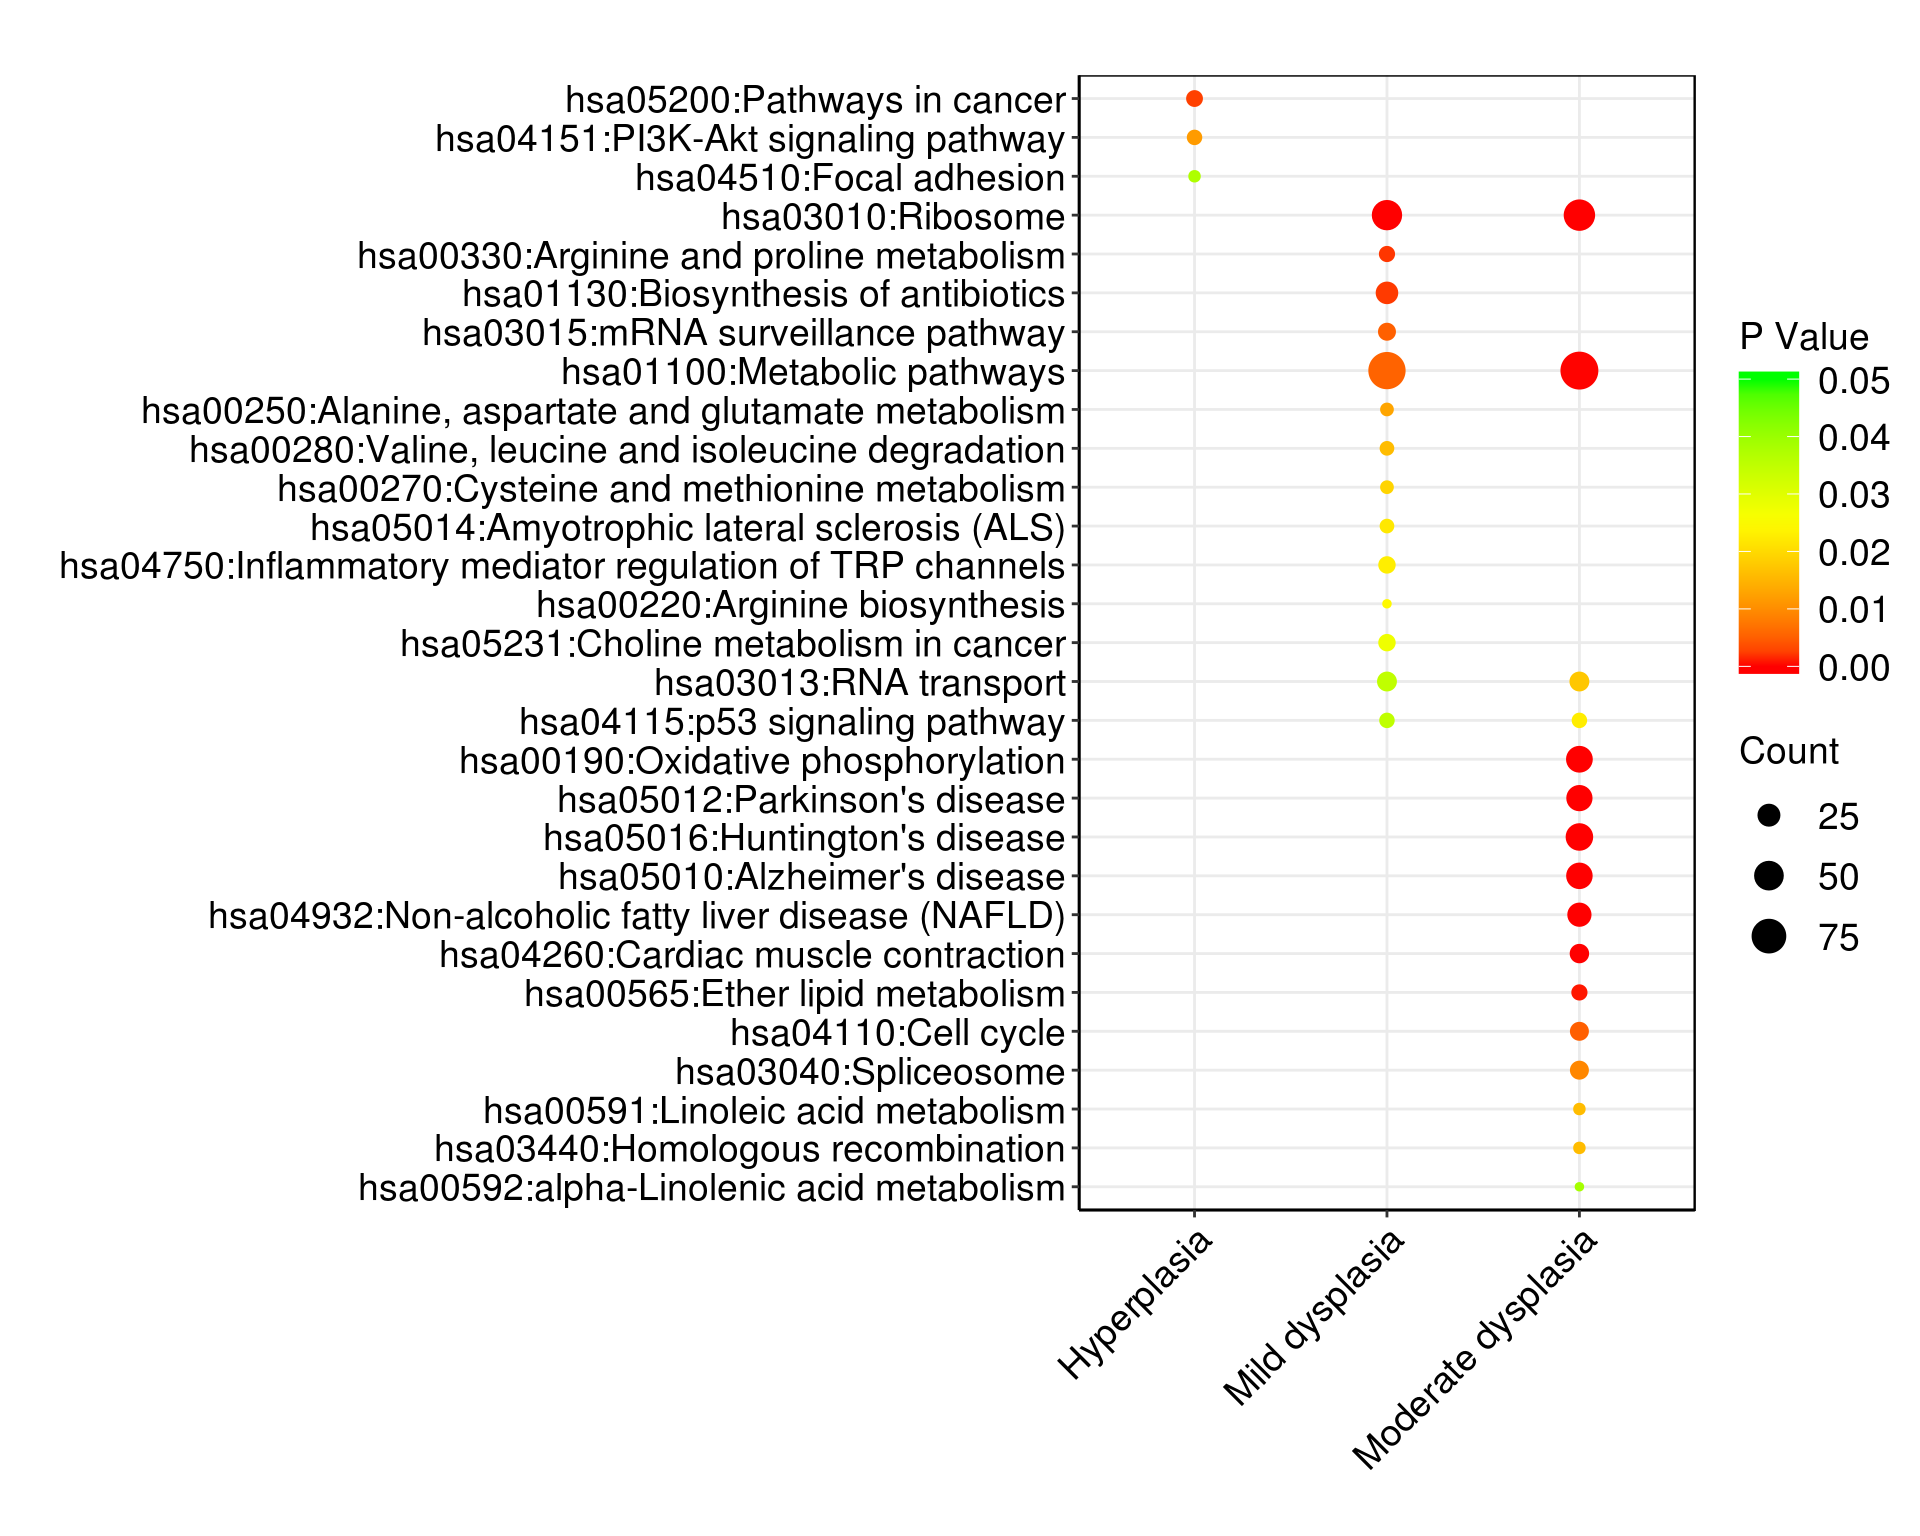 hsa05200:Pathways in cancer
hsa04151:PI3K-Akt signaling pathway
hsa04510:Focal adhesion
hsa03010:Ribosome
hsa00330:Arginine and proline metabolism
hsa01130:Biosynthesis of antibiotics
hsa03015:mRNA surveillance pathway
hsa01100:Metabolic pathways
hsa00250:Alanine, aspartate and glutamate metabolism
hsa00280:Valine, leucine and isoleucine degradation
hsa00270:Cysteine and methionine metabolism
hsa05014:Amyotrophic lateral sclerosis (ALS)
hsa04750:Inflammatory mediator regulation of TRP channels
hsa00220:Arginine biosynthesis
hsa05231:Choline metabolism in cancer
hsa03013:RNA transport
hsa04115:p53 signaling pathway
hsa00190:Oxidative phosphorylation
hsa05012:Parkinson's disease
hsa05016:Huntington's disease
hsa05010:Alzheimer's disease
hsa04932:Non-alcoholic fatty liver disease (NAFLD)
hsa04260:Cardiac muscle contraction
hsa00565:Ether lipid metabolism
hsa04110:Cell cycle
hsa03040:Spliceosome
hsa00591:Linoleic acid metabolism
hsa03440:Homologous recombination
hsa00592:alpha-Linolenic acid metabolism
Hyperplasia
Mild dysplasia
Moderate dysplasia
P Value
0.05
0.04
0.03
0.02
0.01
0.00
Count
25
50
75